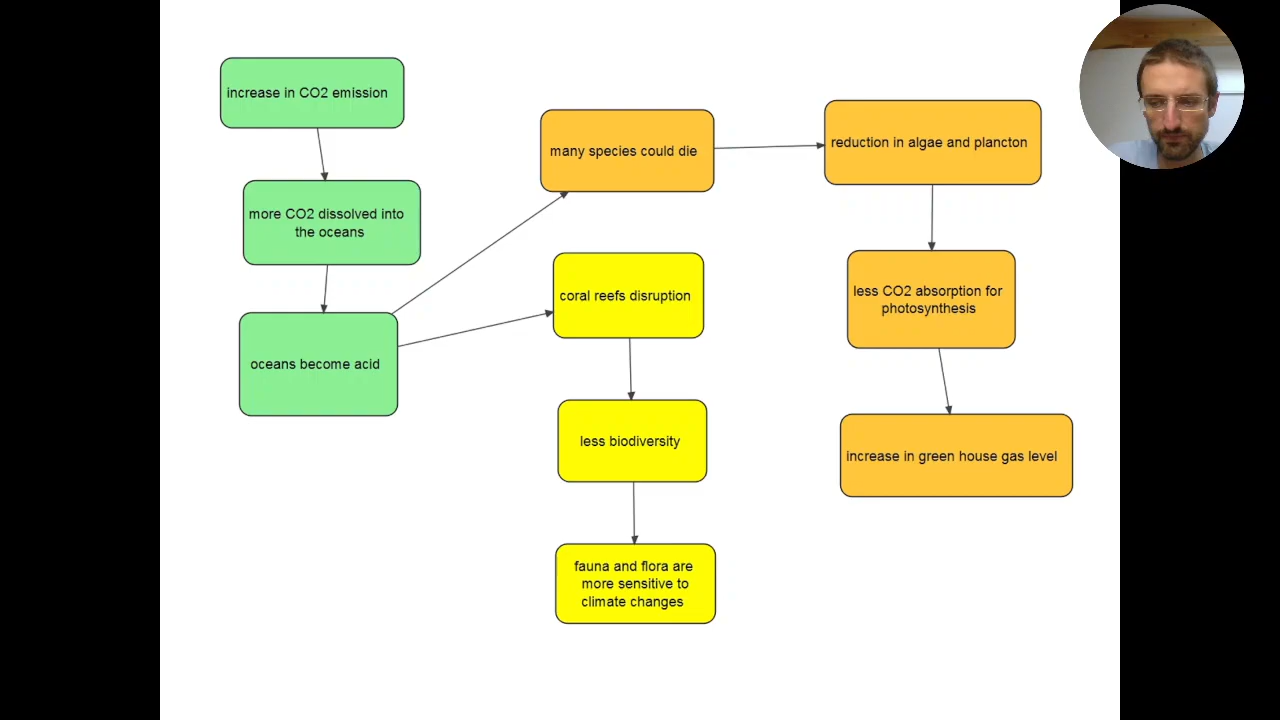 increase in CO2 emission
more CO2 dissolved into
the oceans
oceans become acid
many species could die
reduction in algae and plancton
coral reefs disruption
less CO2 absorption for
photosynthesis
less biodiversity
increase in green house gas level
fauna and flora are
more sensitive to
climate changes